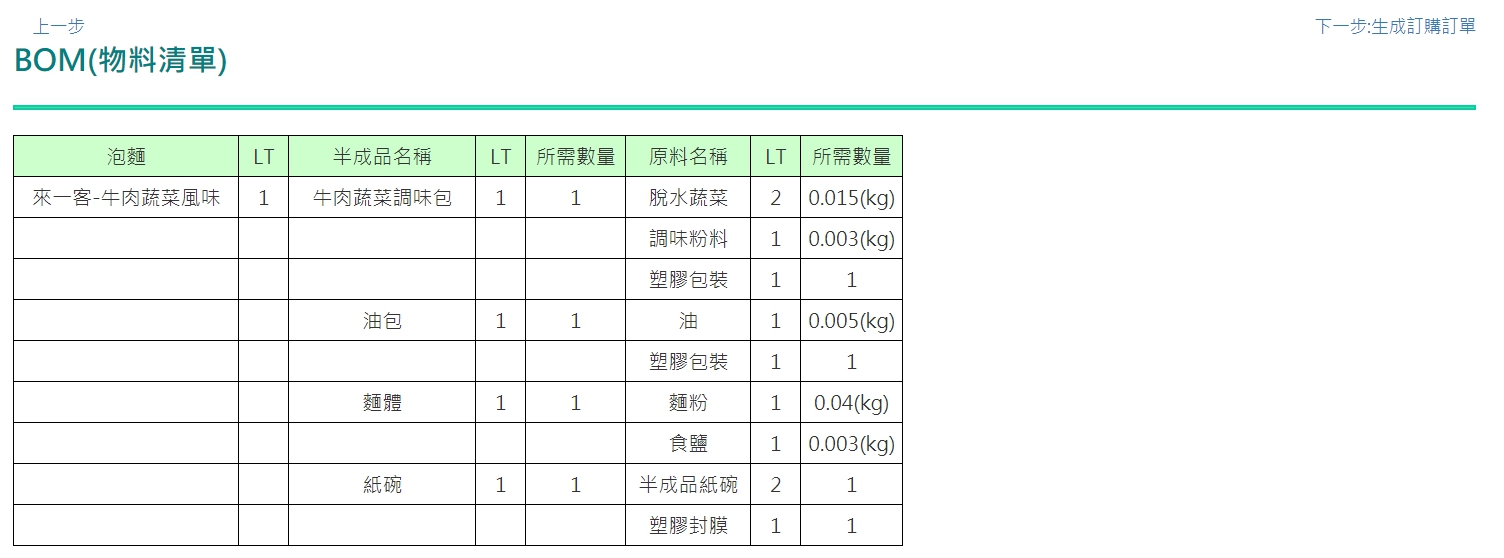 上一步 下一步:生成訂購訂單
BOM(物料清單)
泡麵 LT 半成品名稱 LT 所需數量 原料名稱 LT 所需數量
來一客-牛肉蔬菜風味 1 牛肉蔬菜調味包 1 1 脫水蔬菜 2 0.015(kg)
調味粉料 1 0.003(kg)
塑膠包裝 1 1
油包 1 1 油 1 0.005(kg)
塑膠包裝 1 1
麵體 1 1 麵粉 1 0.04(kg)
食鹽 1 0.003(kg)
紙碗 1 1 半成品紙碗 2 1
塑膠封膜 1 1